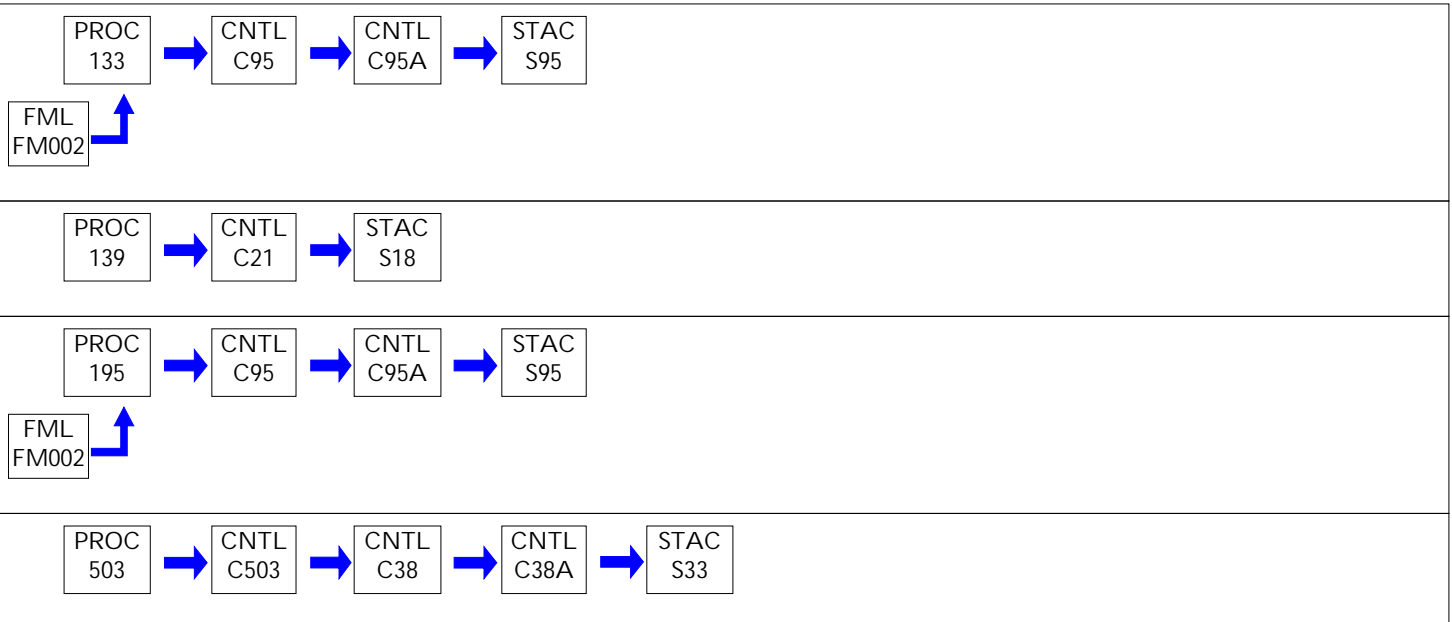 PROC
133
CNTL
C95
CNTL
C95A
STAC
S95
FML
FM002
PROC
139
CNTL
C21
STAC
S18
PROC
195
CNTL
C95
CNTL
C95A
STAC
S95
FML
FM002
PROC
503
CNTL
C503
CNTL
C38
CNTL
C38A
STAC
S33